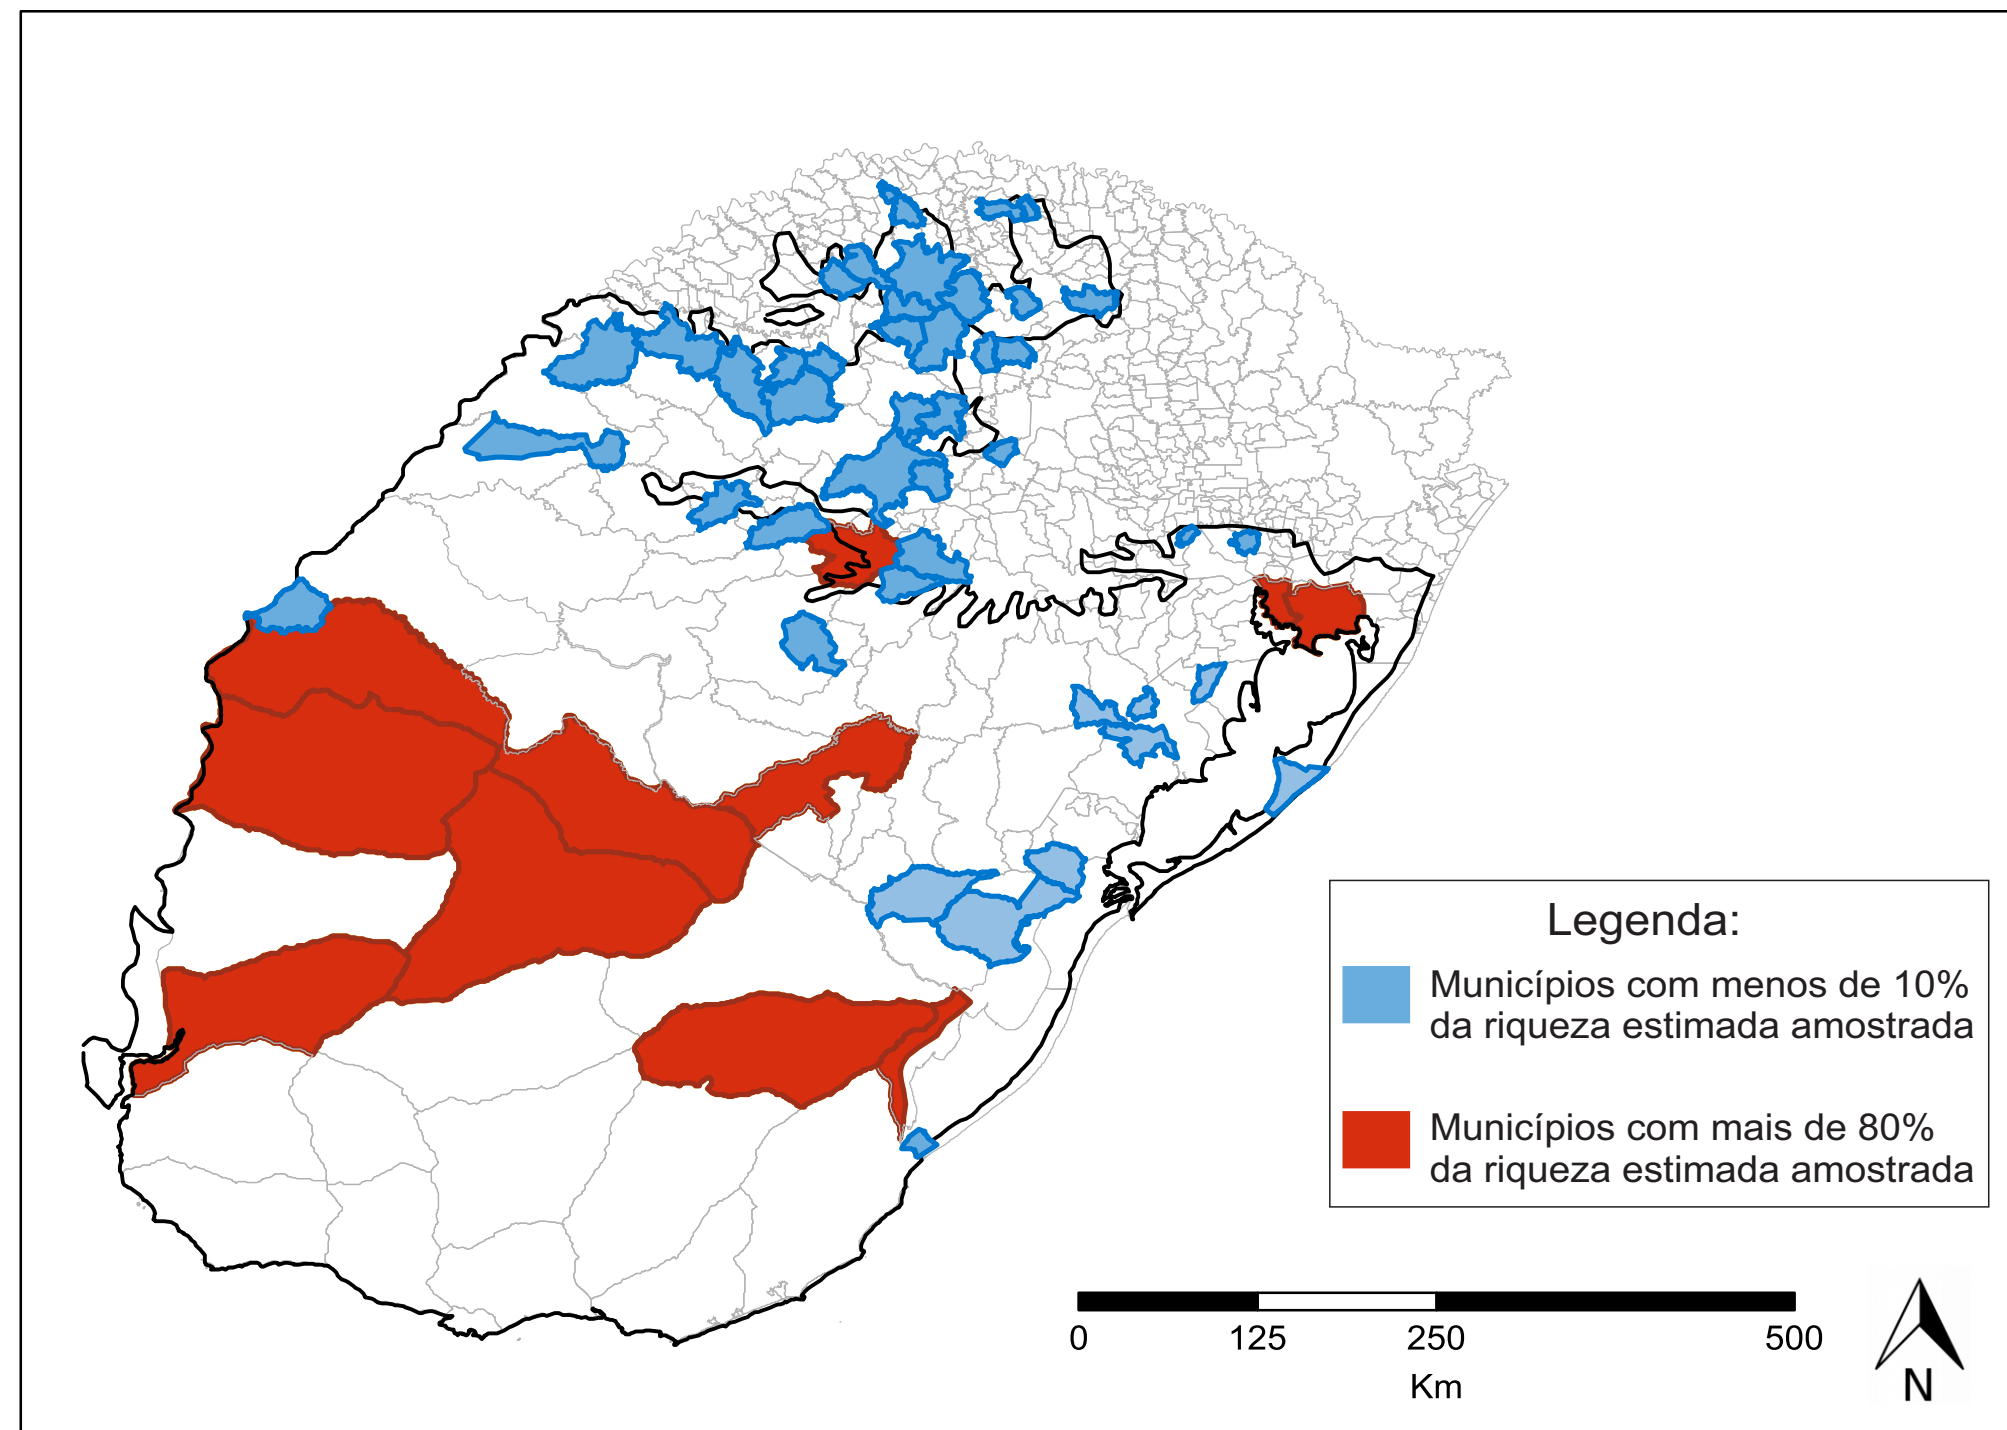 Legenda:
Municípios com menos de 10%
da riqueza estimada amostrada
Municípios com mais de 80%
da riqueza estimada amostrada
0 125 250 500
Km
N